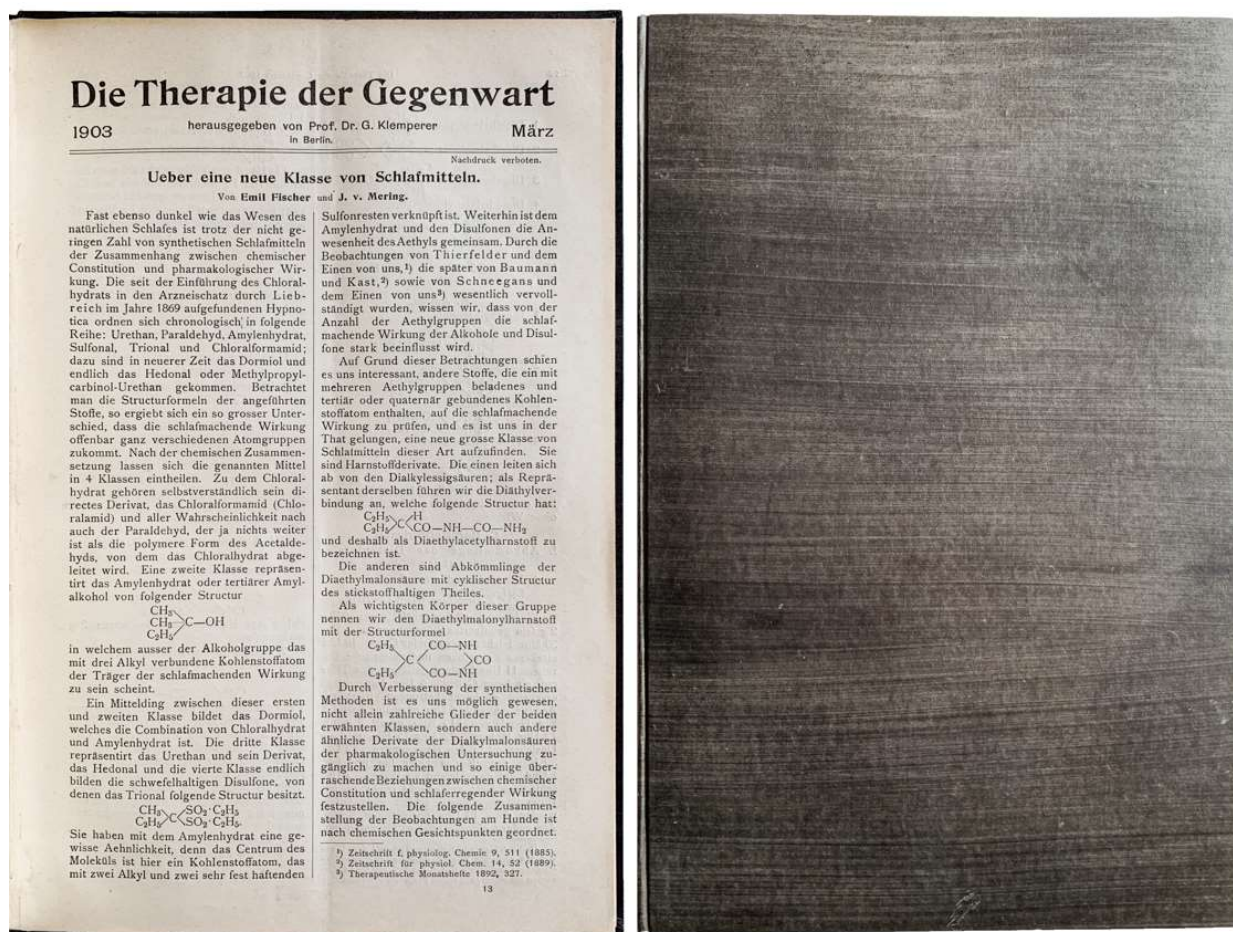 Die Therapie der Gegenwart
1903
herausgegeben von Prof. Dr. G. Klemperer
in Berlin.
März
Nachdruck verboten.
Ueber eine neue Klasse von Schlafmitteln.
Von Emil Fischer und J. v. Mering.
Fast ebenso dunkel wie das Wesen des
natürlichen Schlafes ist trotz der nicht ge-
ringen Zahl von synthetischen Schlafmitteln
der Zusammenhang zwischen chemischer
Constitution und pharmakologischer Wir-
kung. Die seit der Einführung des Chloral-
hydrats in den Arzneischatz durch Lieb-
reich im Jahre 1869 aufgefundenen Hypno-
tica ordnen sich chronologisch in folgende
Reihe: Urethan, Paraldehyd, Amylenhydrat,
Sulfonal, Trional und Chloralformamid;
dazu sind in neuerer Zeit das Dormiol und
endlich das Hedonal oder Methylpropyl-
carbinol-Urethan gekommen. Betrachtet
man die Structurformeln der angeführten
Stoffe, so ergiebt sich ein so grosser Unter-
schied, dass die schlafmachende Wirkung
offenbar ganz verschiedenen Atomgruppen
zukommt. Nach der chemischen Zusammen-
setzung lassen sich die genannten Mittel
in 4 Klassen eintheilen. Zu dem Chloral-
hydrat gehören selbstverständlich sein di-
rectes Derivat, das Chloralformamid (Chlo-
ralamid) und aller Wahrscheinlichkeit nach
auch der Paraldehyd, der ja nichts weiter
ist als die polymere Form des Acetalde-
hyds, von dem das Chloralhydrat abge-
leitet wird. Eine zweite Klasse repräsen-
tirt das Amylenhydrat oder tertiärer Amyl-
alkohol von folgender Structur
CH₃
CH₃ C—OH
C₂H₅
in welchem ausser der Alkoholgruppe das
mit drei Alkyl verbundene Kohlenstoffatom
der Träger der schlafmachenden Wirkung
zu sein scheint.
Ein Mittelding zwischen dieser ersten
und zweiten Klasse bildet das Dormiol,
welches die Combination von Chloralhydrat
und Amylenhydrat ist. Die dritte Klasse
repräsentirt das Urethan und sein Derivat,
das Hedonal und die vierte Klasse endlich
bilden die schwefelhaltigen Disulfone, von
denen das Trional folgende Structur besitzt.
CH₃ C SO₂·C₂H₅
C₂H₅ SO₂·C₂H₅.
Sie haben mit dem Amylenhydrat eine ge-
wisse Aehnlichkeit, denn das Centrum des
Moleküls ist hier ein Kohlenstoffatom, das
mit zwei Alkyl und zwei sehr fest haftenden
Sulfonresten verknüpft ist. Weiterhin ist dem
Amylenhydrat und den Disulfonen die An-
wesenheit des Aethyls gemeinsam. Durch die
Beobachtungen von Thierfelder und dem
Einen von uns,¹) die später von Baumann
und Kast,²) sowie von Schneegans und
dem Einen von uns³) wesentlich vervoll-
ständigt wurden, wissen wir, dass von der
Anzahl der Aethylgruppen die schlaf-
machende Wirkung der Alkohole und Disul-
fone stark beeinflusst wird.
Auf Grund dieser Betrachtungen schien
es uns interessant, andere Stoffe, die ein mit
mehreren Aethylgruppen beladenes und
tertiär oder quaternär gebundenes Kohlen-
stoffatom enthalten, auf die schlafmachende
Wirkung zu prüfen, und es ist uns in der
That gelungen, eine neue grosse Klasse von
Schlafmitteln dieser Art aufzufinden. Sie
sind Harnstoffderivate. Die einen leiten sich
ab von den Dialkylessigsäuren; als Reprä-
sentant derselben führen wir die Diäthylver-
bindung an, welche folgende Structur hat:
C₂H₅ C H
C₂H₅ CO—NH—CO—NH₂
und deshalb als Diaethylacetylharnstoff zu
bezeichnen ist.
Die anderen sind Abkömmlinge der
Diaethylmalonsäure mit cyklischer Structur
des stickstoffhaltigen Theiles.
Als wichtigsten Körper dieser Gruppe
nennen wir den Diaethylmalonylharnstoff
mit der Structurformel
C₂H₅ CO—NH
C CO
C₂H₅ CO—NH
Durch Verbesserung der synthetischen
Methoden ist es uns möglich gewesen,
nicht allein zahlreiche Glieder der beiden
erwähnten Klassen, sondern auch andere
ähnliche Derivate der Dialkylmalonsäuren
der pharmakologischen Untersuchung zu-
gänglich zu machen und so einige über-
raschende Beziehungen zwischen chemischer
Constitution und schlaferregender Wirkung
festzustellen. Die folgende Zusammen-
stellung der Beobachtungen am Hunde ist
nach chemischen Gesichtspunkten geordnet.
¹) Zeitschrift f. physiolog. Chemie 9, 511 (1885).
²) Zeitschrift für physiol. Chem. 14, 52 (1889).
³) Therapeutische Monatshefte 1892, 327.
13